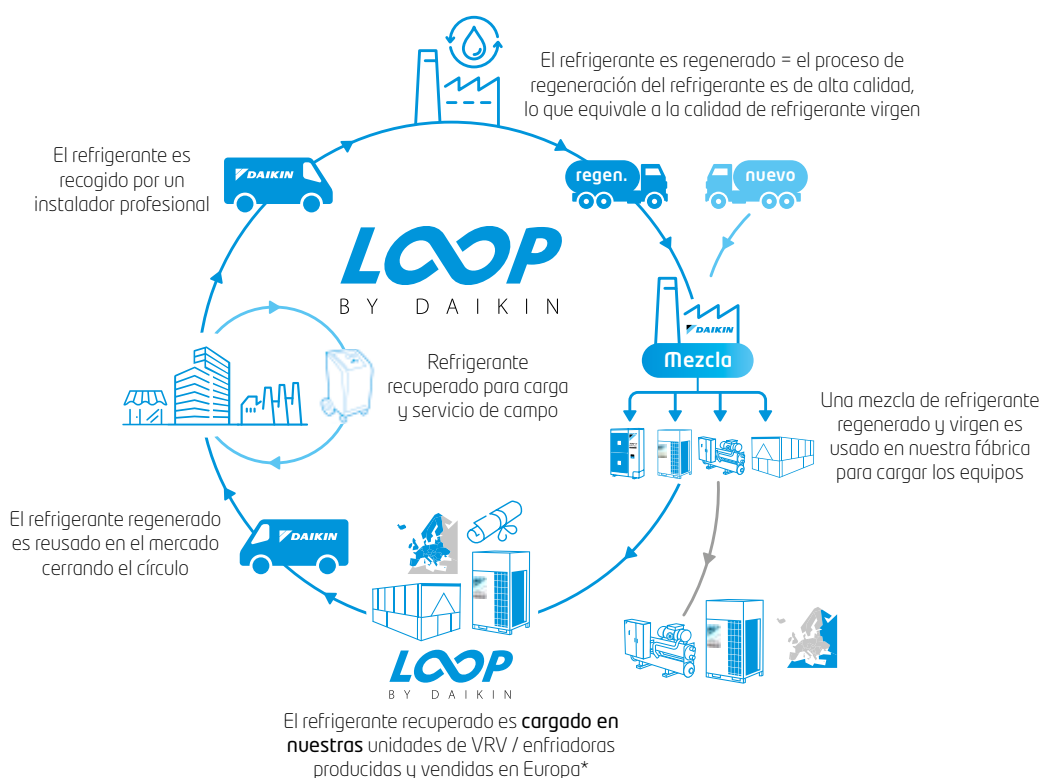 El refrigerante es regenerado = el proceso de
regeneración del refrigerante es de alta calidad,
lo que equivale a la calidad de refrigerante virgen
El refrigerante es
recogido por un
instalador profesional
DAIKIN
regen.
nuevo
LOOP
BY DAIKIN
DAIKIN
Mezcla
Refrigerante
recuperado para carga
y servicio de campo
Una mezcla de refrigerante
regenerado y virgen es
usado en nuestra fábrica
para cargar los equipos
El refrigerante regenerado
es reusado en el mercado
cerrando el círculo
DAIKIN
LOOP
BY DAIKIN
El refrigerante recuperado es cargado en
nuestras unidades de VRV / enfriadoras
producidas y vendidas en Europa*